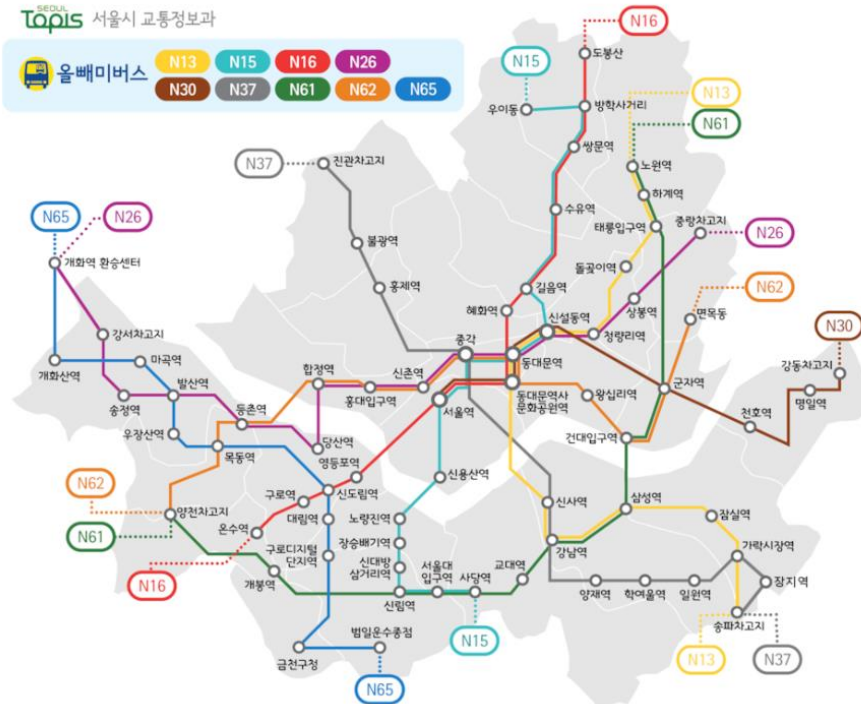 SEOUL
Topis 서울시 교통정보과
올빼미버스
N13 N15 N16 N26
N30 N37 N61 N62 N65
N16
도봉산
N15
우이동
방학사거리
N13
N61
쌍문역
노원역
하계역
N37
진관차고지
수유역
태릉입구역
중랑차고지
N26
N65
N26
불광역
돌곶이역
개화역 환승센터
홍제역
길음역
상봉역
N62
면목동
혜화역
신설동역
청량리역
N30
강서차고지
종각
동대문역
강동차고지
개화산역
마곡역
합정역
신촌역
군자역
명일역
송정역
발산역
홍대입구역
서울역
동대문역사
문화공원역
왕십리역
천호역
우장산역
등촌역
당산역
건대입구역
목동역
영등포역
신용산역
N62
양천차고지
구로역
신도림역
신사역
삼성역
잠실역
N61
온수역
대림역
노량진역
강남역
가락시장역
N16
구로디지털
단지역
장승배기역
신대방
삼거리역
서울대
입구역
사당역
교대역
양재역
학여울역
일원역
장지역
개봉역
신림역
송파차고지
N15
금천구청
범일운수종점
N13
N37
N65